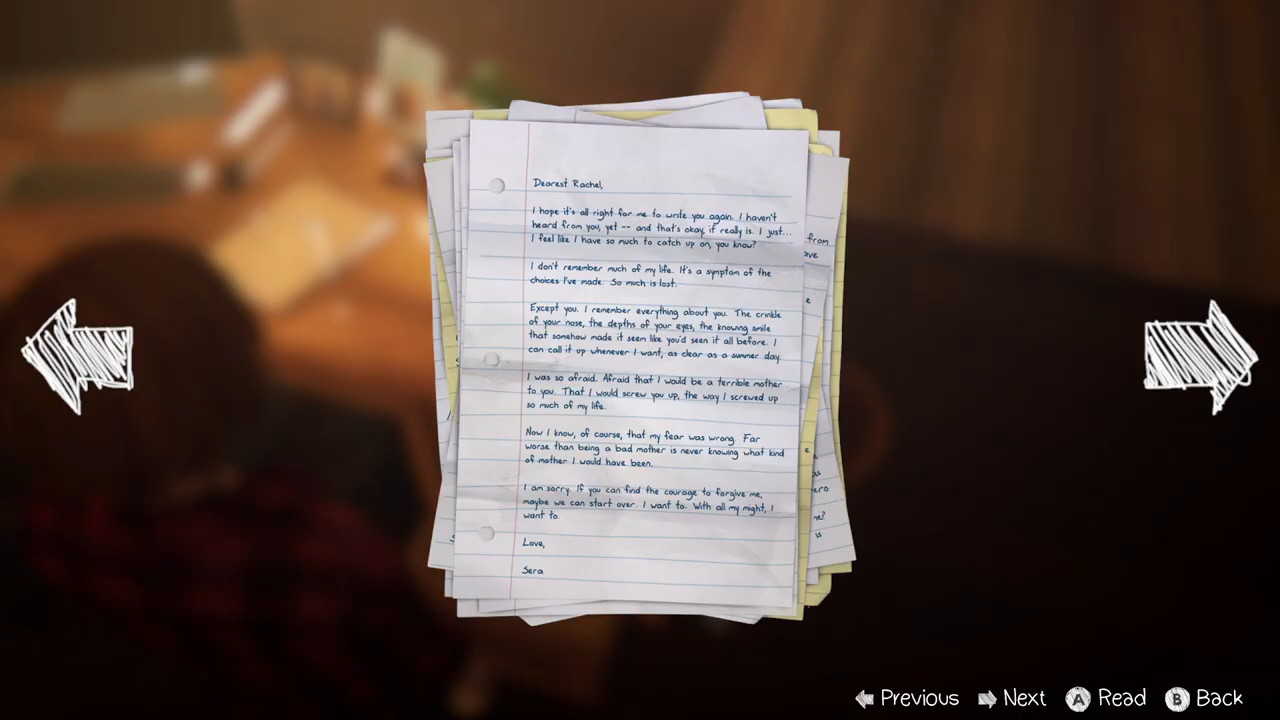 Dearest Rachel,
I hope it's all right for me to write you again. I haven't
heard from you, yet -- and that's okay, it really is. I just...
I feel like I have so much to catch up on, you know?
I don't remember much of my life. It's a symptom of the
choices I've made. So much is lost.
Except you. I remember everything about you. The crinkle
of your nose, the depths of your eyes, the knowing smile
that somehow made it seem like you'd seen it all before. I
can call it up whenever I want, as clear as a summer day.
I was so afraid. Afraid that I would be a terrible mother
to you. That I would screw you up, the way I screwed up
so much of my life.
Now I know, of course, that my fear was wrong. Far
worse than being a bad mother is never knowing what kind
of mother I would have been.
I am sorry. If you can find the courage to forgive me,
maybe we can start over. I want to. With all my might, I
want to.
Love,
Sera
from
Previous
Next
A Read
B Back